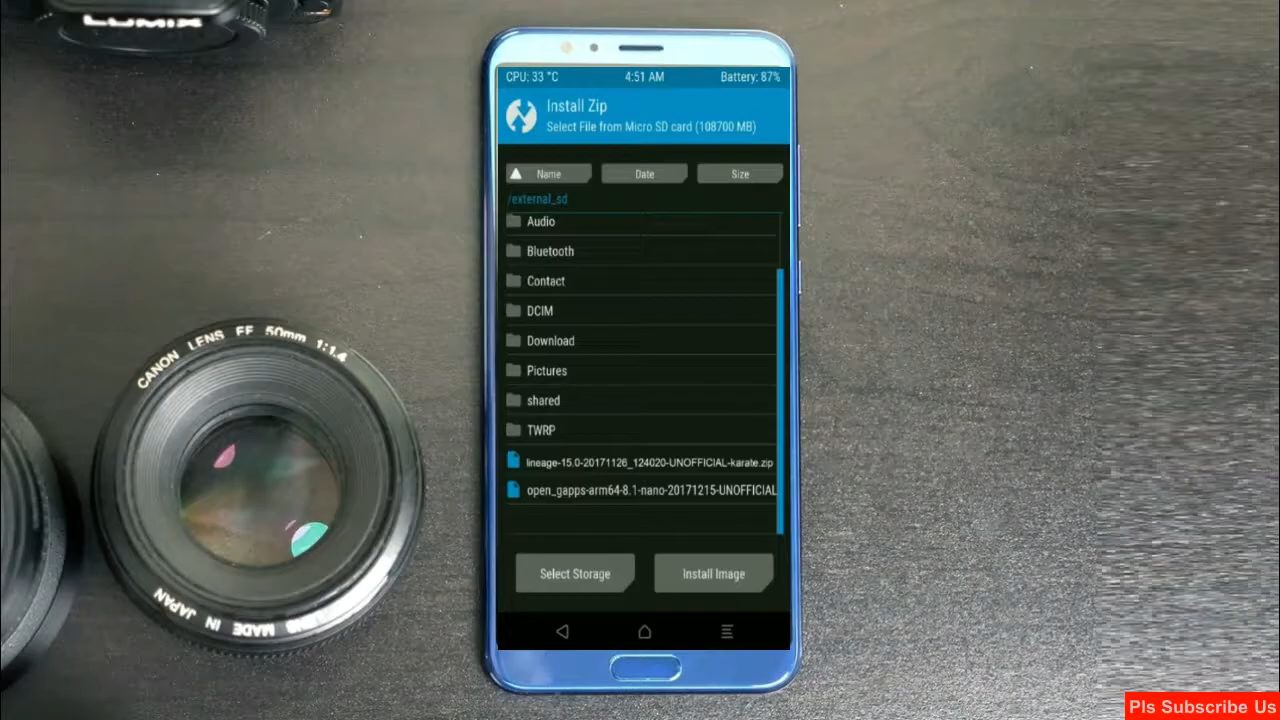 LUMIX
CPU: 33 °C 4:51 AM Battery: 87%
Install Zip
Select File from Micro SD card (108700 MB)
Name Date Size
/external_sd
Audio
Bluetooth
Contact
DCIM
Download
Pictures
shared
TWRP
lineage-15.0-20171126_124020-UNOFFICIAL-karate.zip
open_gapps-arm64-8.1-nano-20171215-UNOFFICIAL
Select Storage Install Image
CANON LENS EF 50mm 1:1.4
LENS MADE IN JAPAN
Pls Subscribe Us